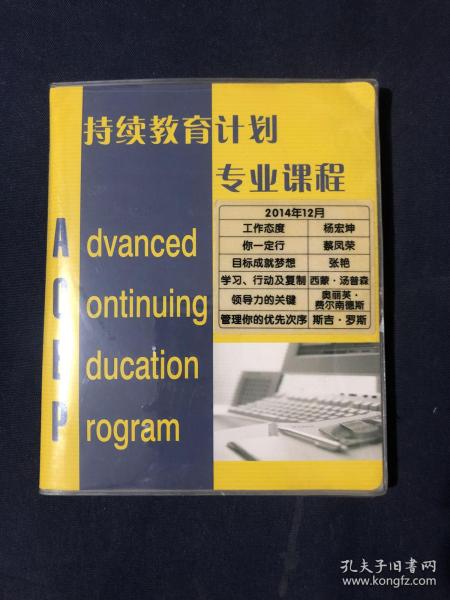 持续教育计划
专业课程
2014年12月
工作态度 杨宏坤
你一定行 蔡凤荣
目标成就梦想 张艳
学习、行动及复制 西蒙·汤普森
领导力的关键 奥丽芙·费尔南德斯
管理你的优先次序 斯吉·罗斯
Advanced
Continuing
Education
Program
孔夫子旧书网
www.kongfz.com